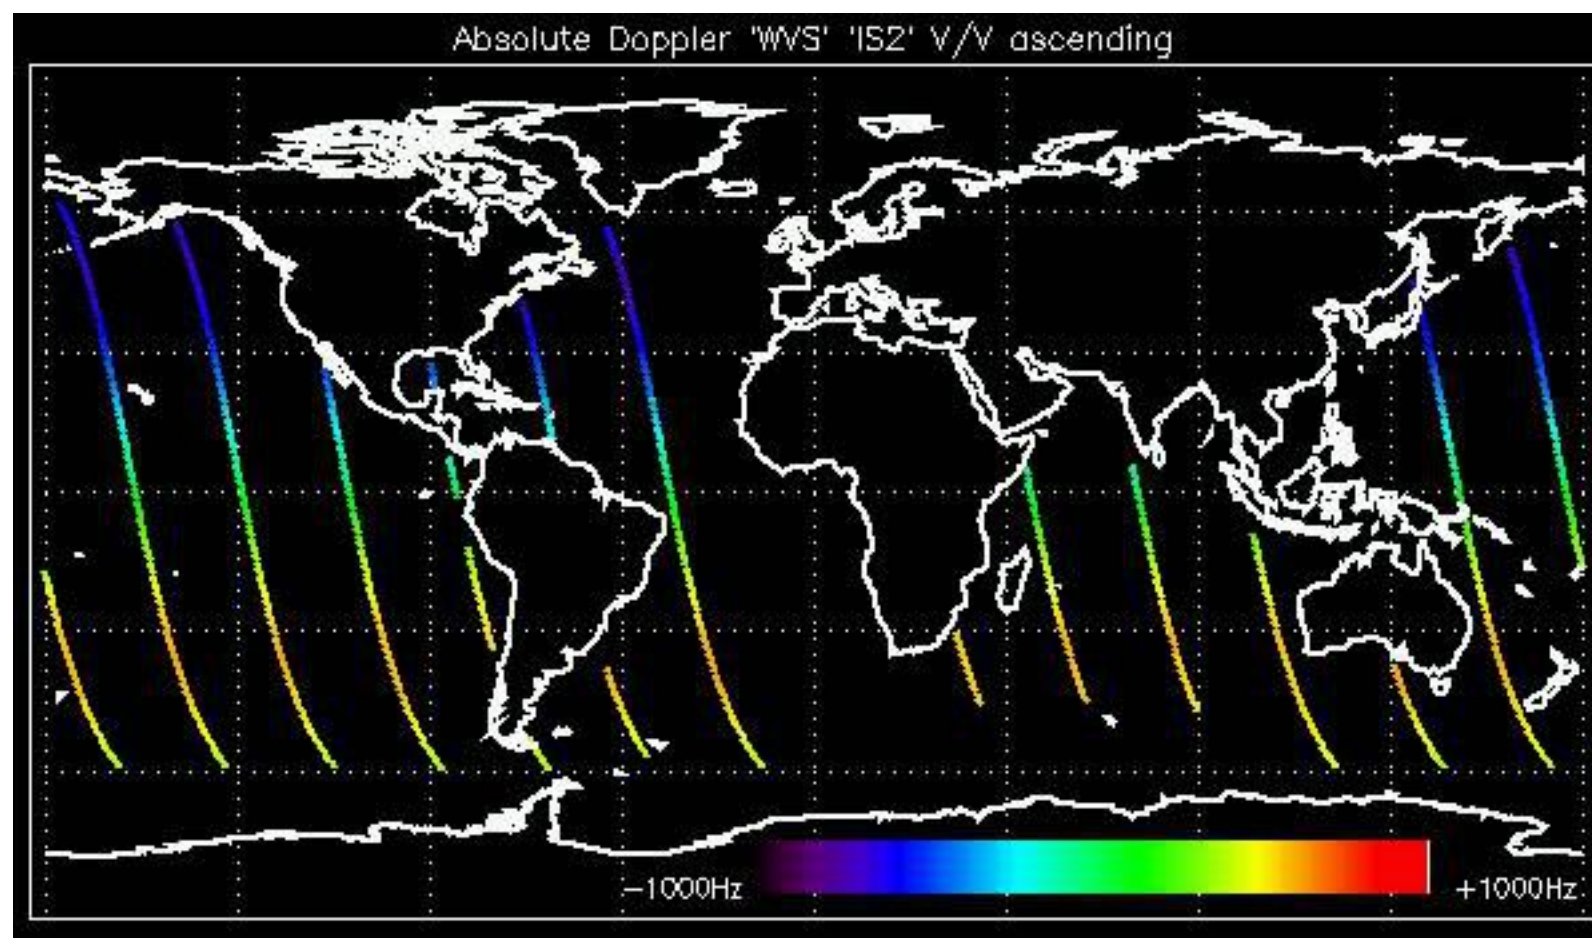 Absolute Doppler 'WVS' 'IS2' V/V ascending
-1000Hz +1000Hz